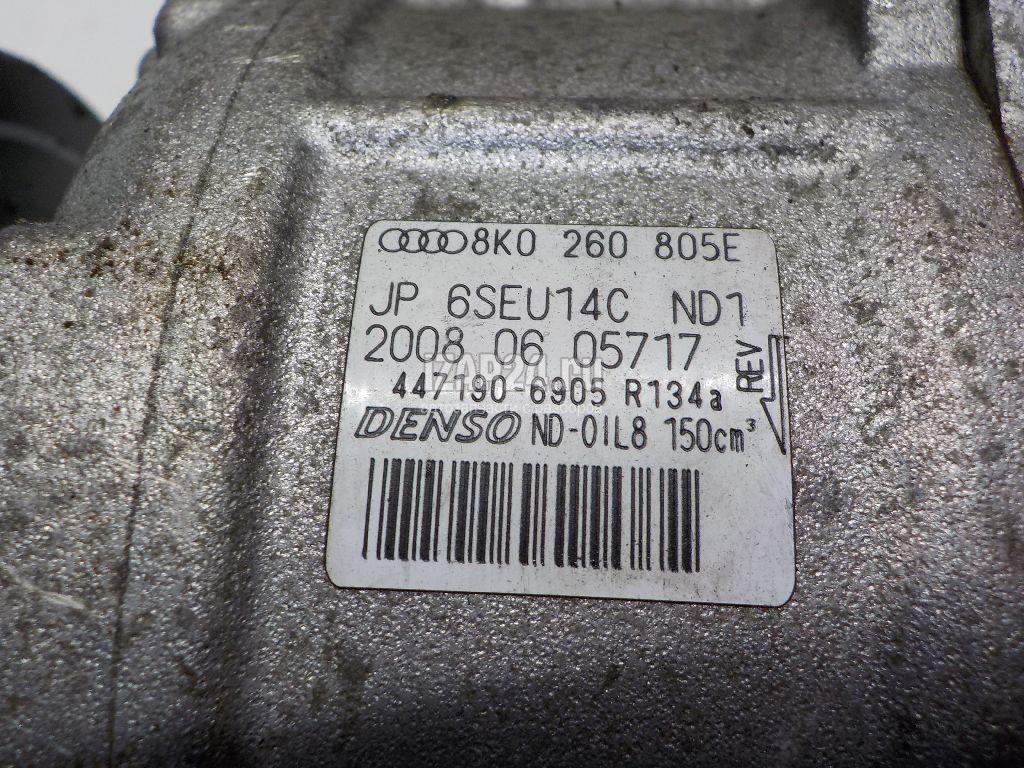 8K0 260 805E
JP 6SEU14C ND1
2008 06 05717
447190-6905 R134a
DENSO ND-OIL8 150cm³
REV